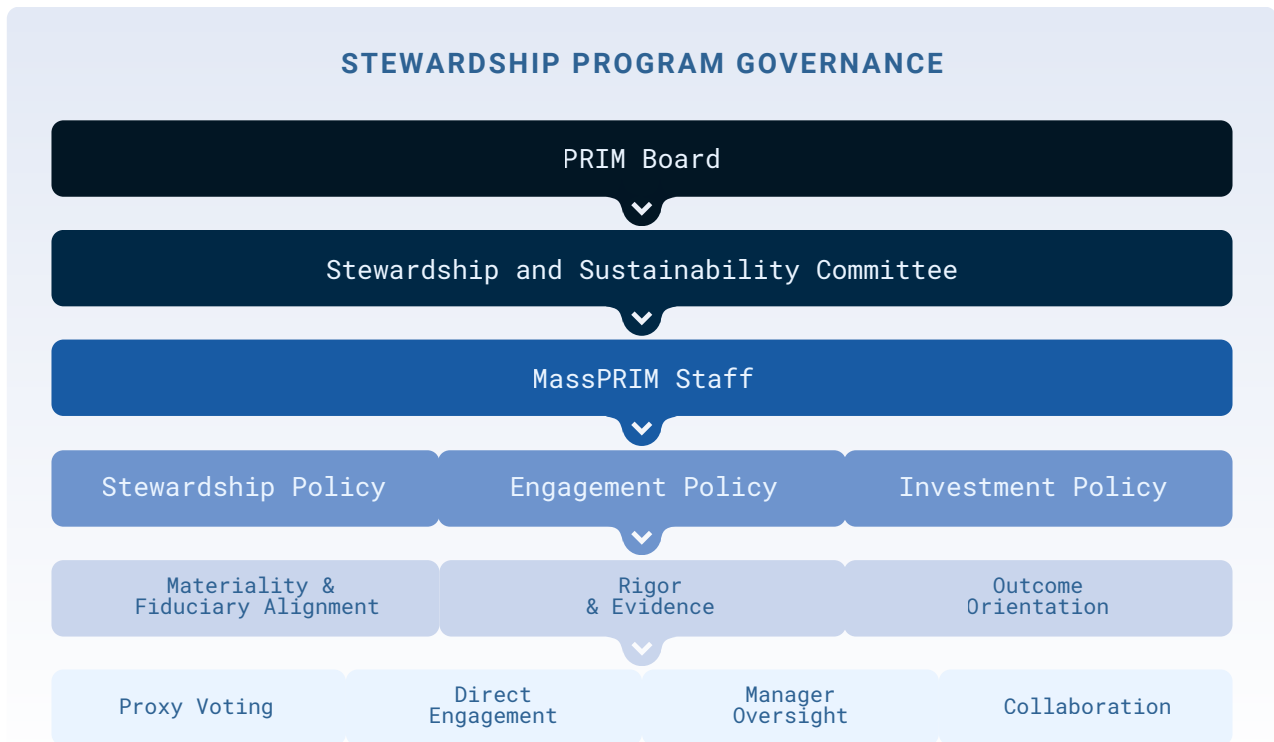 STEWARDSHIP PROGRAM GOVERNANCE
PRIM Board
Stewardship and Sustainability Committee
MassPRIM Staff
Stewardship Policy
Engagement Policy
Investment Policy
Materiality &
Fiduciary Alignment
Rigor
& Evidence
Outcome
Orientation
Proxy Voting
Direct
Engagement
Manager
Oversight
Collaboration